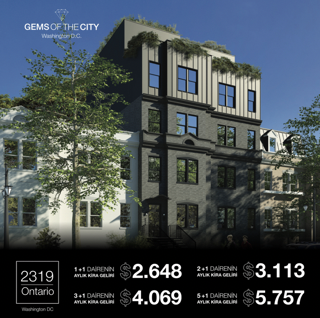 GEMS OF THE CITY
Washington D.C.
2319
Ontario
Washington DC
1+1 DAİRENİN
AYLIK KİRA GELİRİ
$2.648
2+1 DAİRENİN
AYLIK KİRA GELİRİ
$3.113
3+1 DAİRENİN
AYLIK KİRA GELİRİ
$4.069
5+1 DAİRENİN
AYLIK KİRA GELİRİ
$5.757